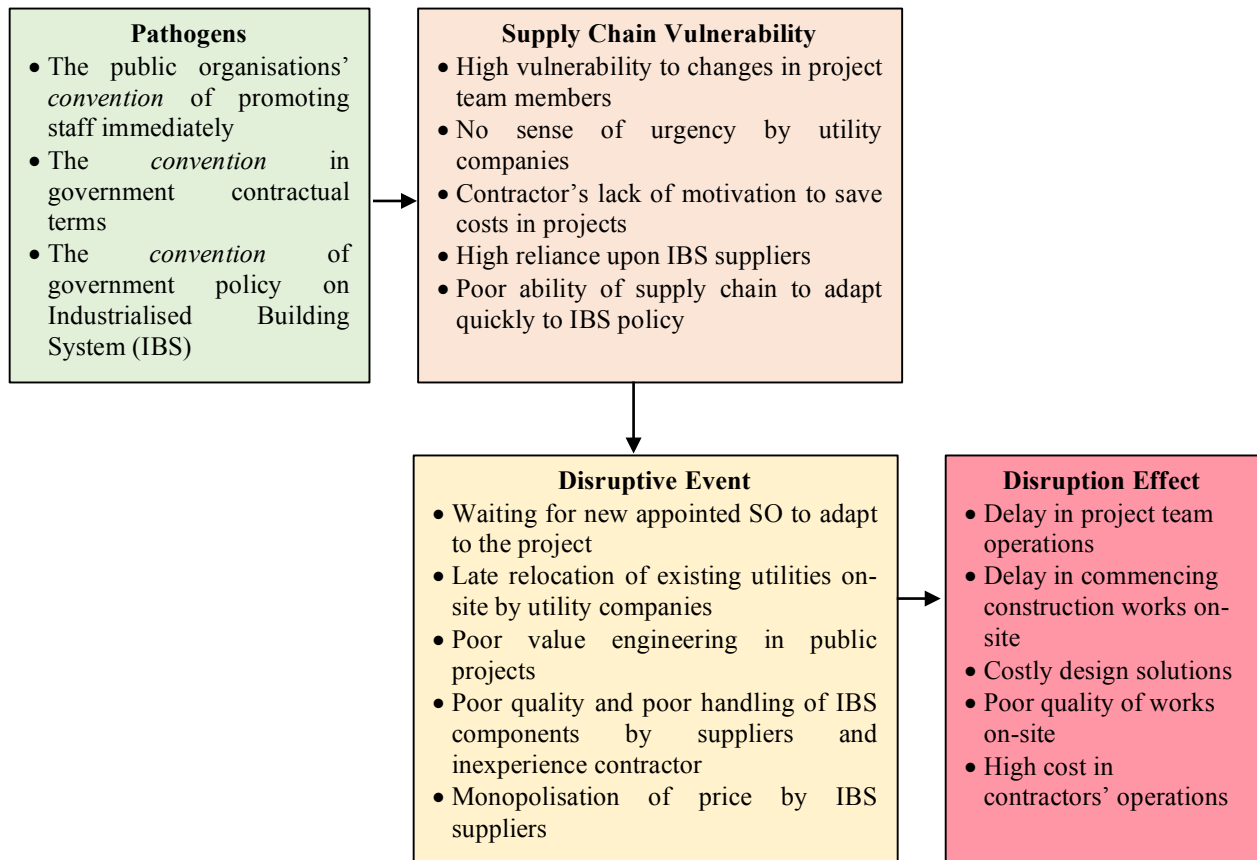 Pathogens
• The public organisations’
convention of promoting
staff immediately
• The convention in
government contractual
terms
• The convention of
government policy on
Industrialised Building
System (IBS)
Supply Chain Vulnerability
• High vulnerability to changes in project
team members
• No sense of urgency by utility
companies
• Contractor’s lack of motivation to save
costs in projects
• High reliance upon IBS suppliers
• Poor ability of supply chain to adapt
quickly to IBS policy
Disruptive Event
• Waiting for new appointed SO to adapt
to the project
• Late relocation of existing utilities on-
site by utility companies
• Poor value engineering in public
projects
• Poor quality and poor handling of IBS
components by suppliers and
inexperience contractor
• Monopolisation of price by IBS
suppliers
Disruption Effect
• Delay in project team
operations
• Delay in commencing
construction works on-
site
• Costly design solutions
• Poor quality of works
on-site
• High cost in
contractors’ operations